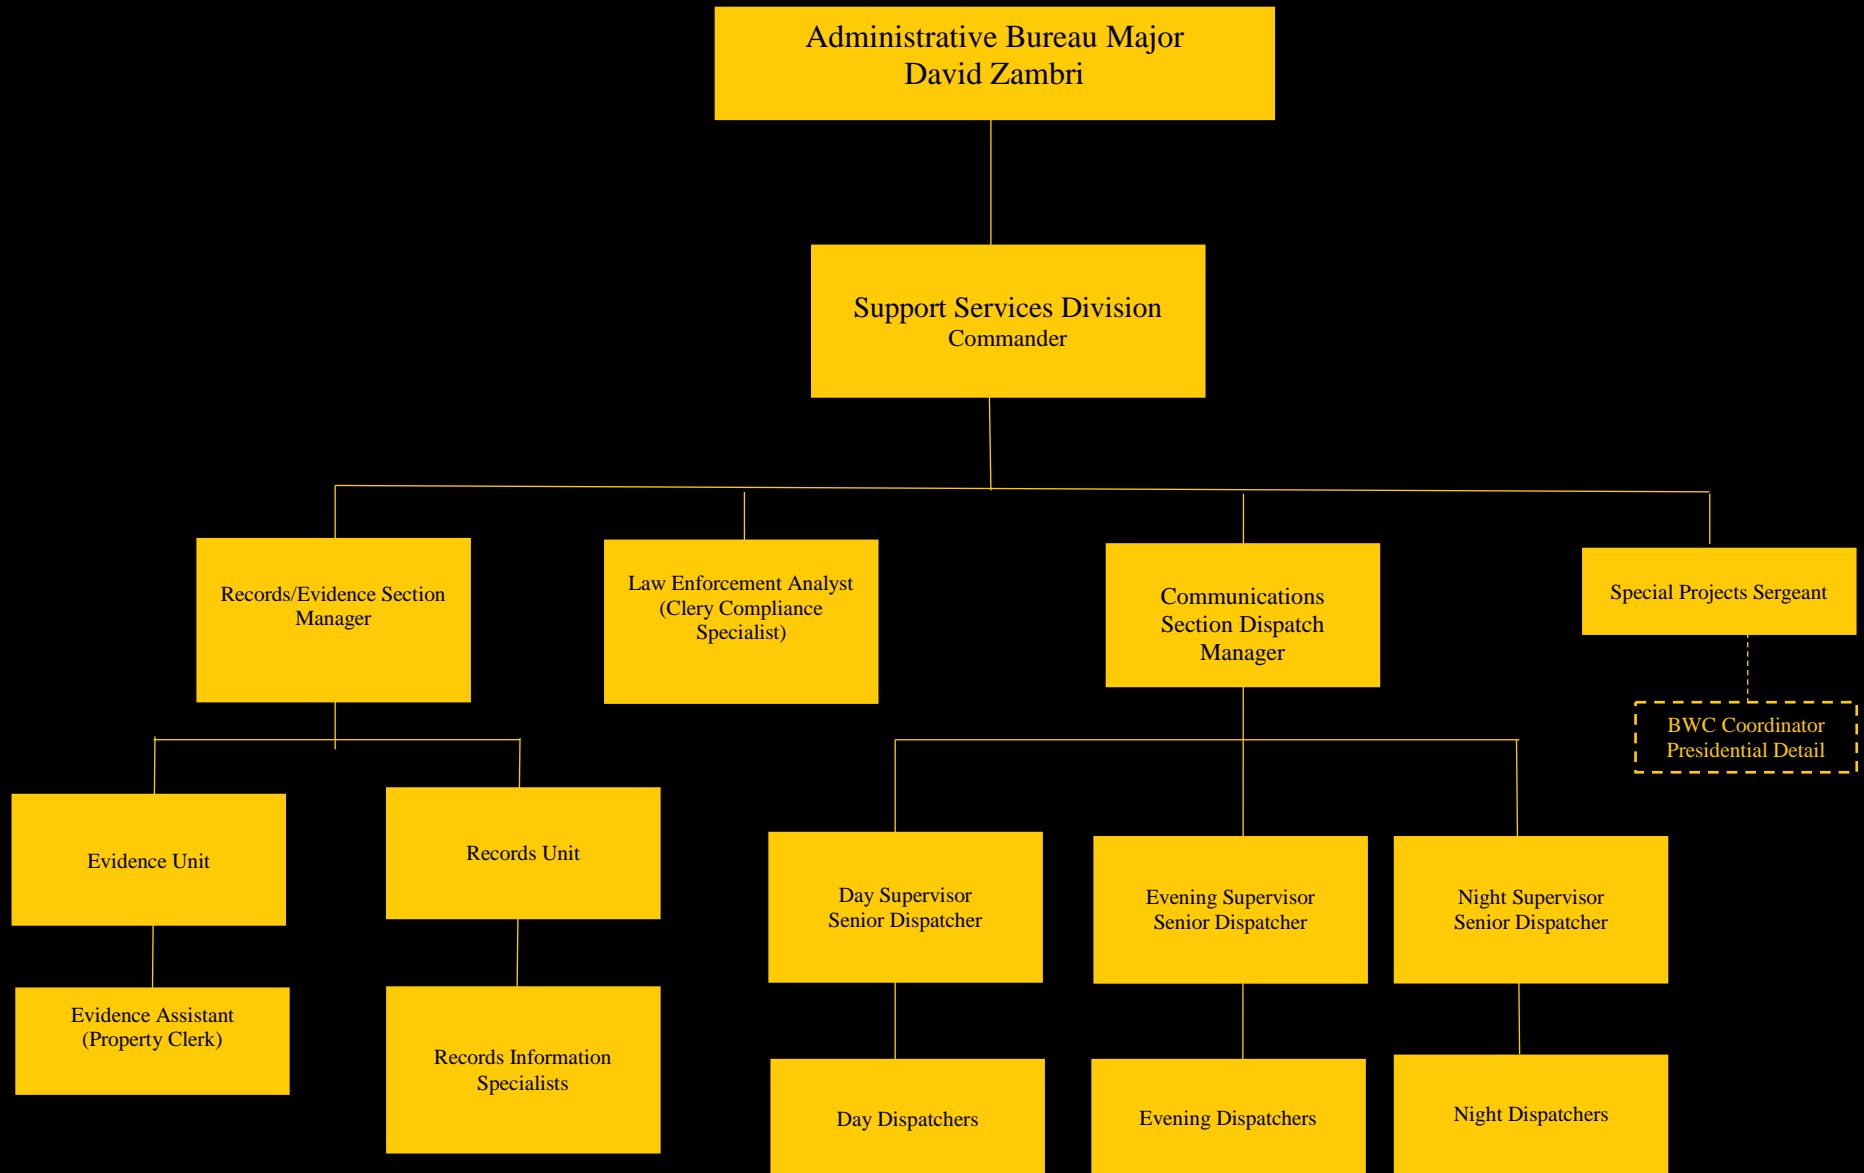 Administrative Bureau Major
David Zambri
Support Services Division
Commander
Records/Evidence Section
Manager
Law Enforcement Analyst
(Clery Compliance
Specialist)
Communications
Section Dispatch
Manager
Special Projects Sergeant
BWC Coordinator
Presidential Detail
Evidence Unit
Records Unit
Day Supervisor
Senior Dispatcher
Evening Supervisor
Senior Dispatcher
Night Supervisor
Senior Dispatcher
Evidence Assistant
(Property Clerk)
Records Information
Specialists
Day Dispatchers
Evening Dispatchers
Night Dispatchers